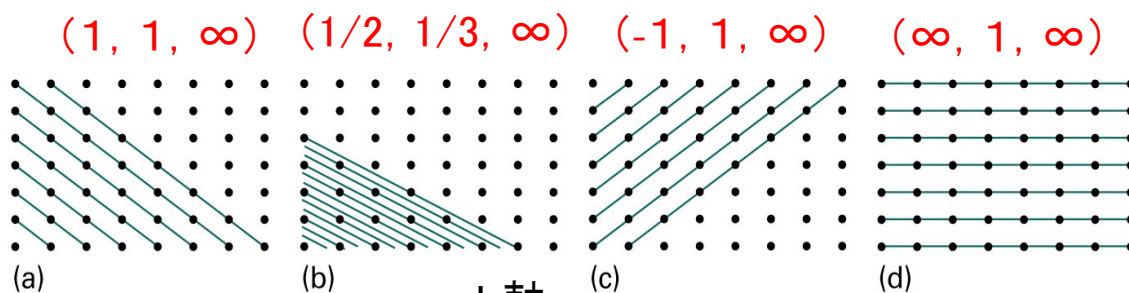 (1, 1, ∞) (1/2, 1/3, ∞) (-1, 1, ∞) (∞, 1, ∞)
(a) (b) (c) (d)